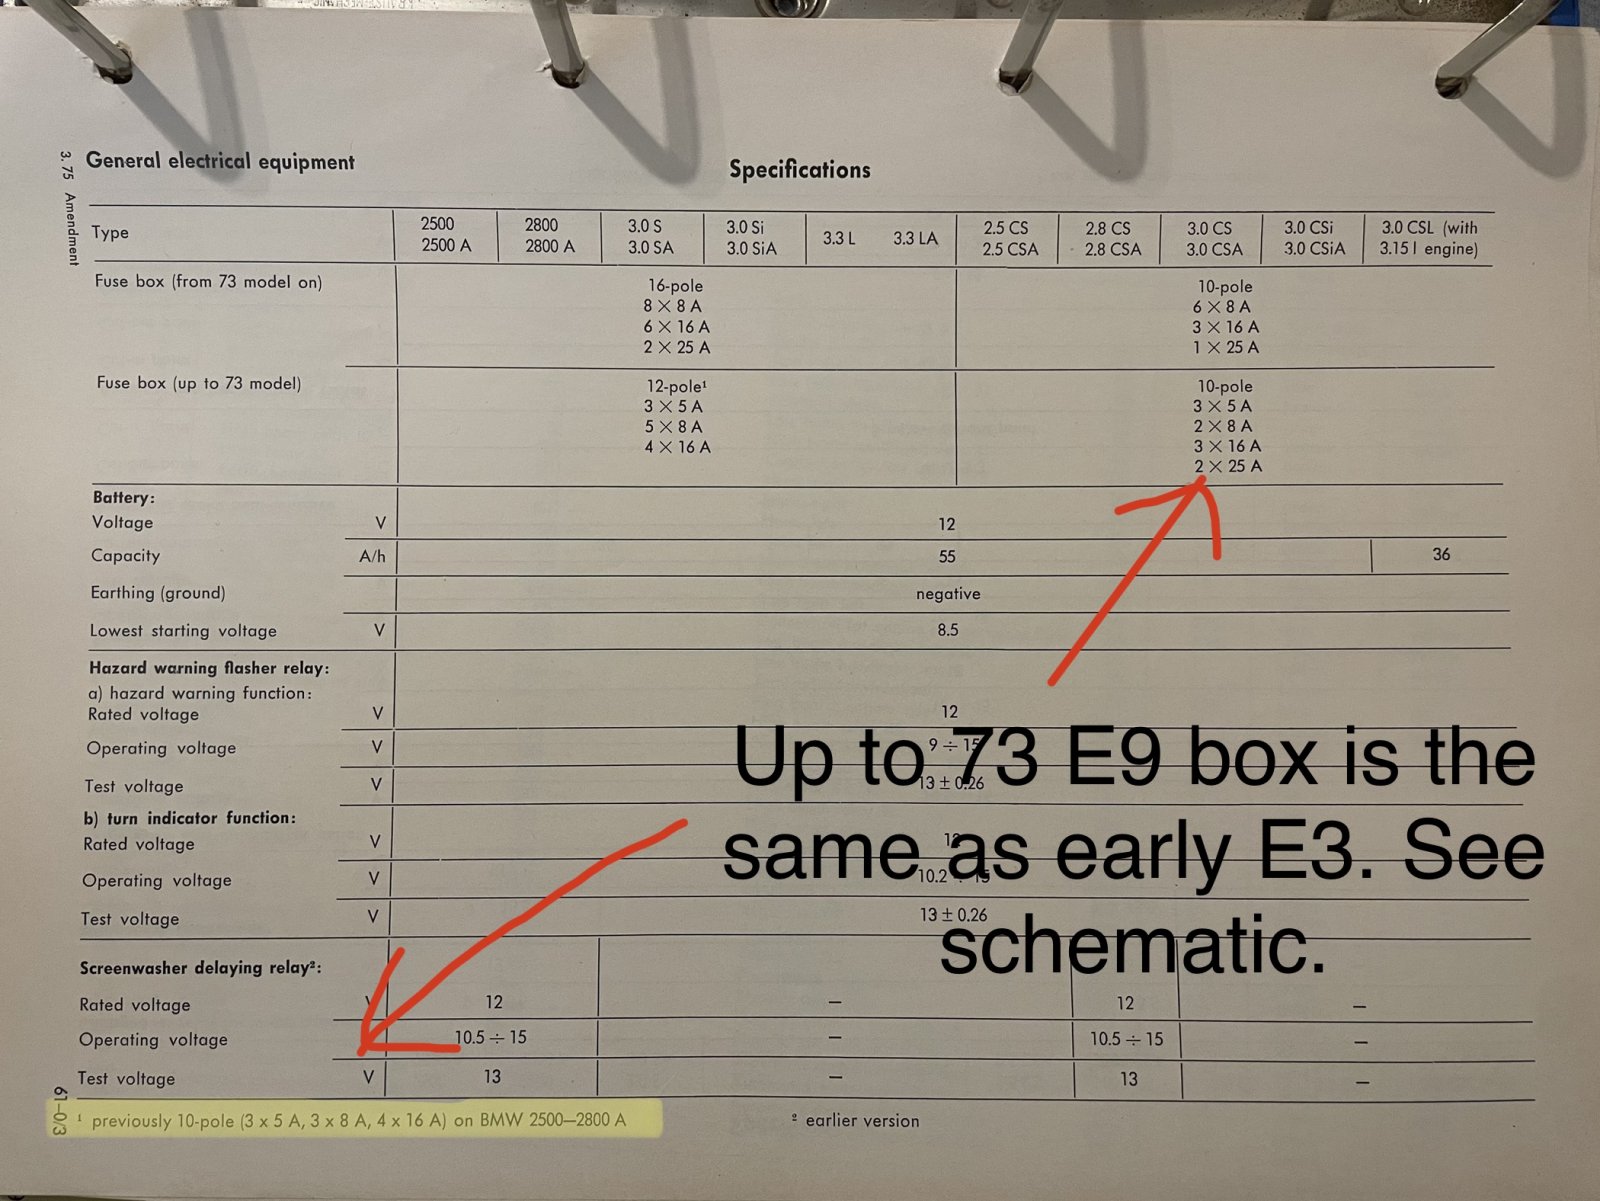 3. 75 Amendment
General electrical equipment
Specifications
Type
2500
2500 A
2800
2800 A
3.0 S
3.0 SA
3.0 Si
3.0 SiA
3.3 L 3.3 LA
2.5 CS
2.5 CSA
2.8 CS
2.8 CSA
3.0 CS
3.0 CSA
3.0 CSi
3.0 CSiA
3.0 CSL (with
3.15 l engine)
Fuse box (from 73 model on)
16-pole
8 × 8 A
6 × 16 A
2 × 25 A
10-pole
6 × 8 A
3 × 16 A
1 × 25 A
Fuse box (up to 73 model)
12-pole¹
3 × 5 A
5 × 8 A
4 × 16 A
10-pole
3 × 5 A
2 × 8 A
3 × 16 A
2 × 25 A
Battery:
Voltage V 12
Capacity A/h 55 36
Earthing (ground) negative
Lowest starting voltage V 8.5
Hazard warning flasher relay:
a) hazard warning function:
Rated voltage V 12
Operating voltage V 9 ÷ 15
Test voltage V 13 ± 0.26
b) turn indicator function:
Rated voltage V 12
Operating voltage V 10.2 ÷ 15
Test voltage V 13 ± 0.26
Up to 73 E9 box is the
same as early E3. See
schematic.
Screenwasher delaying relay²:
Rated voltage V 12 — 12 —
Operating voltage 10.5 ÷ 15 — 10.5 ÷ 15 —
Test voltage V 13 — 13 —
61–0/3
¹ previously 10-pole (3 x 5 A, 3 x 8 A, 4 x 16 A) on BMW 2500—2800 A
² earlier version